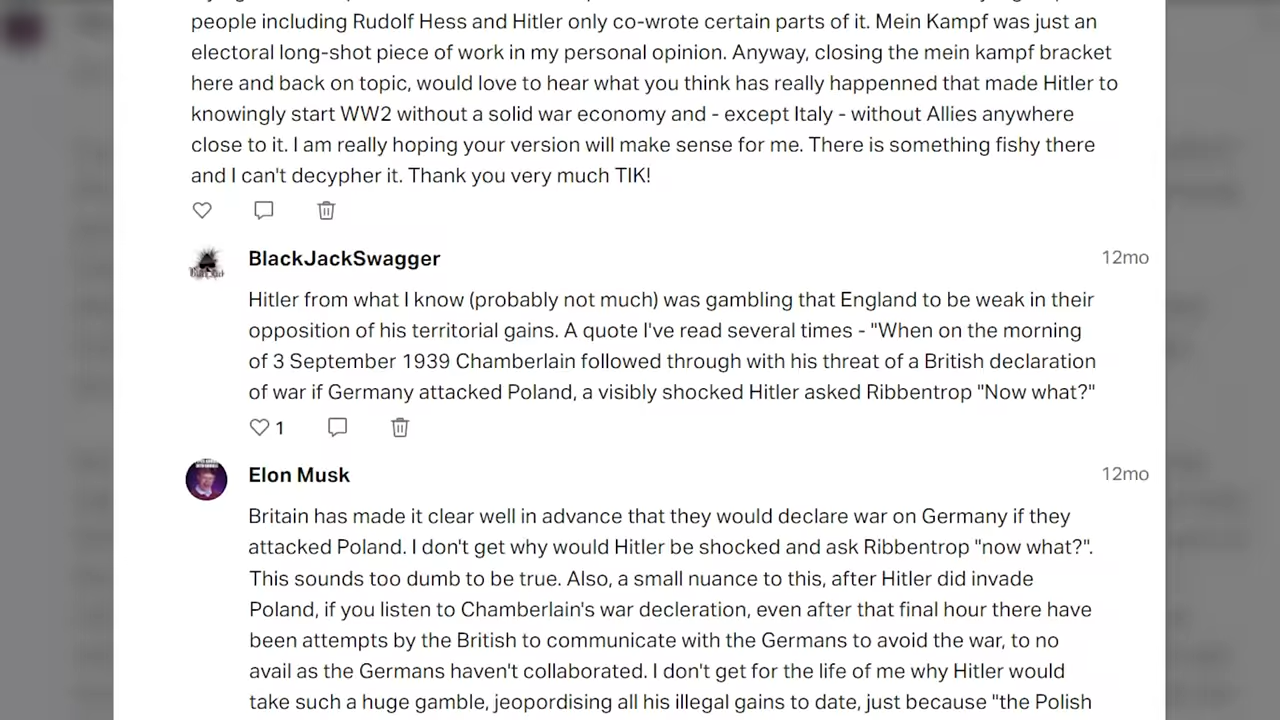 people including Rudolf Hess and Hitler only co-wrote certain parts of it. Mein Kampf was just an
electoral long-shot piece of work in my personal opinion. Anyway, closing the mein kampf bracket
here and back on topic, would love to hear what you think has really happenned that made Hitler to
knowingly start WW2 without a solid war economy and - except Italy - without Allies anywhere
close to it. I am really hoping your version will make sense for me. There is something fishy there
and I can't decypher it. Thank you very much TIK!
BlackJackSwagger
12mo
Hitler from what I know (probably not much) was gambling that England to be weak in their
opposition of his territorial gains. A quote I've read several times - "When on the morning
of 3 September 1939 Chamberlain followed through with his threat of a British declaration
of war if Germany attacked Poland, a visibly shocked Hitler asked Ribbentrop "Now what?"
1
Elon Musk
12mo
Britain has made it clear well in advance that they would declare war on Germany if they
attacked Poland. I don't get why would Hitler be shocked and ask Ribbentrop "now what?".
This sounds too dumb to be true. Also, a small nuance to this, after Hitler did invade
Poland, if you listen to Chamberlain's war decleration, even after that final hour there have
been attempts by the British to communicate with the Germans to avoid the war, to no
avail as the Germans haven't collaborated. I don't get for the life of me why Hitler would
take such a huge gamble, jeopordising all his illegal gains to date, just because "the Polish